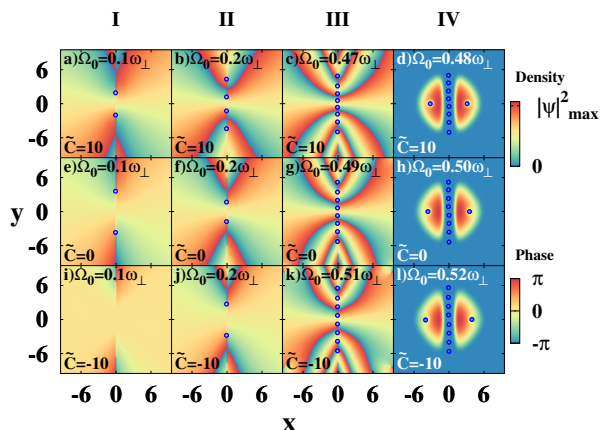 I II III IV
a) Ω₀=0.1ω⊥ b) Ω₀=0.2ω⊥ c) Ω₀=0.47ω⊥ d) Ω₀=0.48ω⊥
C̃=10 C̃=10 C̃=10 C̃=10
e) Ω₀=0.1ω⊥ f) Ω₀=0.2ω⊥ g) Ω₀=0.49ω⊥ h) Ω₀=0.50ω⊥
C̃=0 C̃=0 C̃=0 C̃=0
i) Ω₀=0.1ω⊥ j) Ω₀=0.2ω⊥ k) Ω₀=0.51ω⊥ l) Ω₀=0.52ω⊥
C̃=-10 C̃=-10 C̃=-10 C̃=-10
6
0
-6
6
0
-6
6
0
-6
y
-6 0 6 -6 0 6 -6 0 6 -6 0 6
x
Density
|ψ|²max
0
Phase
π
0
-π